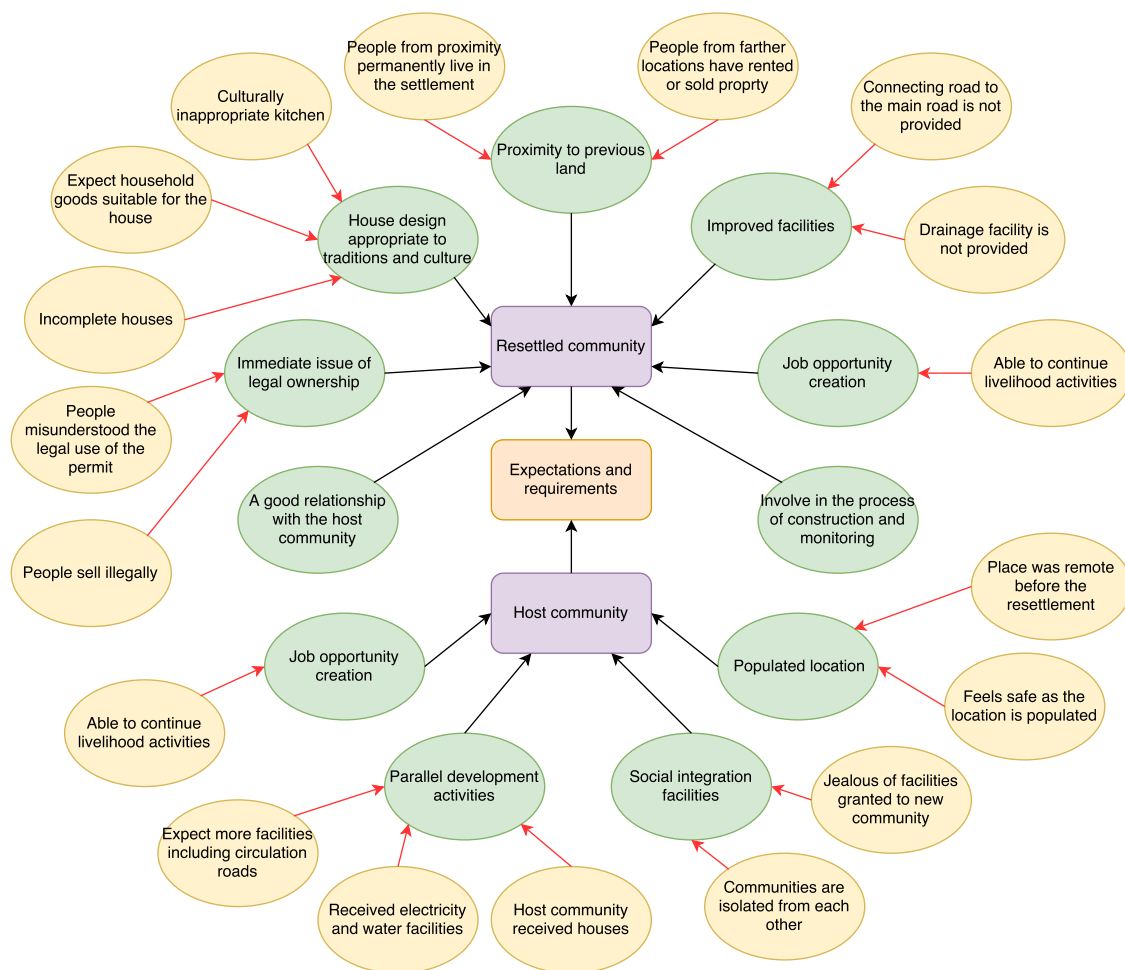 People from proximity
permanently live in
the settlement
People from farther
locations have rented
or sold proprty
Culturally
inappropriate kitchen
Connecting road to
the main road is not
provided
Proximity to previous
land
Expect household
goods suitable for the
house
House design
appropriate to
traditions and culture
Improved facilities
Drainage facility is
not provided
Incomplete houses
Resettled community
Immediate issue of
legal ownership
Job opportunity
creation
Able to continue
livelihood activities
People
misunderstood the
legal use of the
permit
Expectations and
requirements
A good relationship
with the host
community
Involve in the process
of construction and
monitoring
People sell illegally
Place was remote
before the
resettlement
Host community
Job opportunity
creation
Populated location
Feels safe as the
location is populated
Able to continue
livelihood activities
Parallel development
activities
Social integration
facilities
Jealous of facilities
granted to new
community
Expect more facilities
including circulation
roads
Received electricity
and water facilities
Host community
received houses
Communities are
isolated from each
other